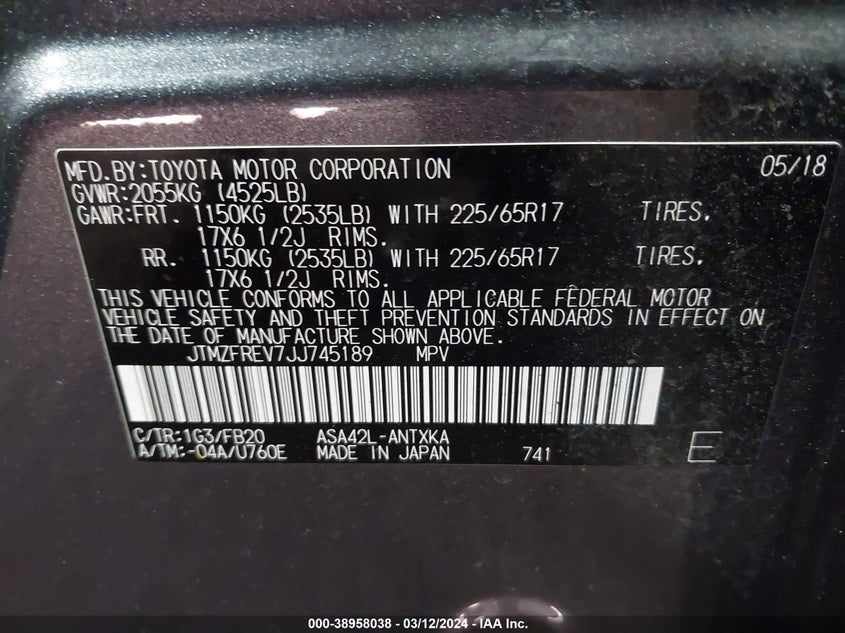 MFD.BY:TOYOTA MOTOR CORPORATION 05/18
GVWR:2055KG (4525LB)
GAWR:FRT. 1150KG (2535LB) WITH 225/65R17 TIRES.
17X6 1/2J RIMS.
RR. 1150KG (2535LB) WITH 225/65R17 TIRES.
17X6 1/2J RIMS.
THIS VEHICLE CONFORMS TO ALL APPLICABLE FEDERAL MOTOR
VEHICLE SAFETY AND THEFT PREVENTION STANDARDS IN EFFECT ON
THE DATE OF MANUFACTURE SHOWN ABOVE.
JTMZFREV7JJ745189 MPV
C/TR:1G3/FB20 ASA42L-ANTXKA
A/TM:-04A/U760E MADE IN JAPAN 741 E
000-38958038 - 03/12/2024 - IAA Inc.